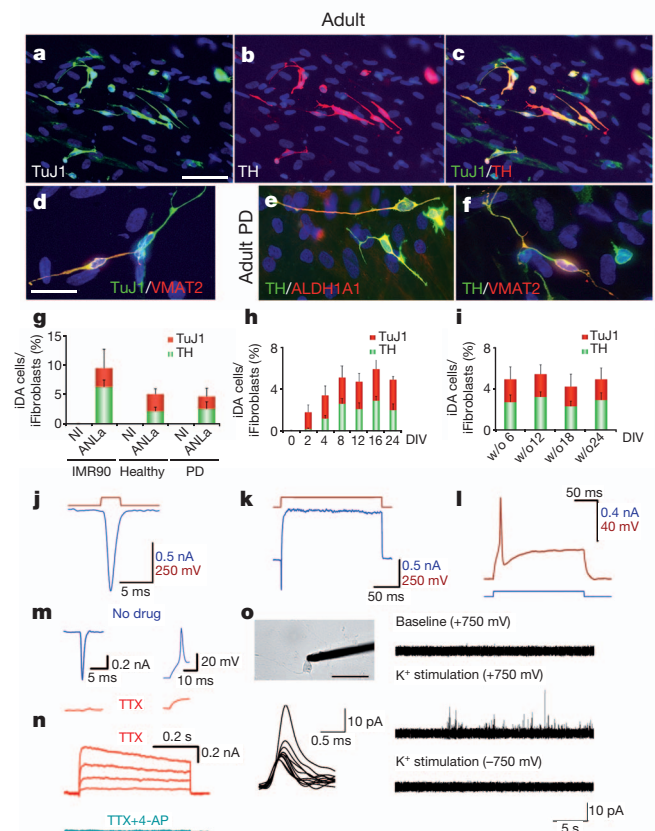 Adult
a
b
c
TuJ1
TH
TuJ1/TH
d
Adult PD
e
f
TuJ1/VMAT2
TH/ALDH1A1
TH/VMAT2
g
iDA cells/
iFibroblasts (%)
15
10
5
0
TuJ1
TH
NI
ANLa
NI
ANLa
NI
ANLa
IMR90
Healthy
PD
h
iDA cells/
iFibroblasts (%)
8
4
0
TuJ1
TH
0 2 4 8 12 16 24
DIV
i
iDA cells/
iFibroblasts (%)
8
4
0
TuJ1
TH
w/o 6
w/o12
w/o18
w/o24
DIV
j
0.5 nA
250 mV
5 ms
k
0.5 nA
250 mV
50 ms
l
50 ms
0.4 nA
40 mV
m
No drug
0.2 nA
5 ms
20 mV
10 ms
TTX
n
TTX
0.2 s
0.2 nA
TTX+4-AP
o
10 pA
0.5 ms
Baseline (+750 mV)
K⁺ stimulation (+750 mV)
K⁺ stimulation (−750 mV)
10 pA
5 s